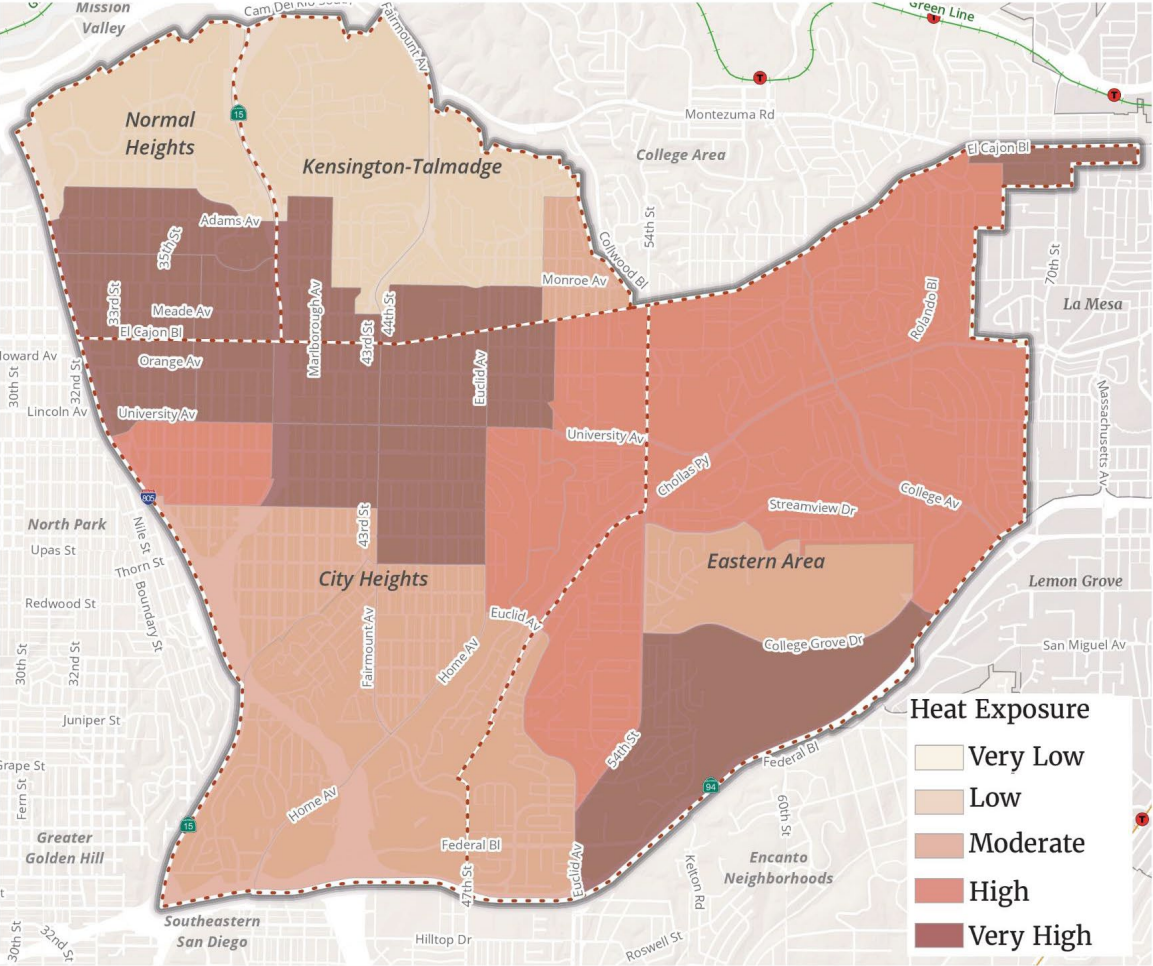 Mission
Valley
Cam Del Rio South
Fairmount Av
Green Line
T
T
T
Montezuma Rd
College Area
Normal
Heights
15
Kensington-Talmadge
El Cajon Bl
54th St
Collwood Bl
Adams Av
35th St
33rd St
Meade Av
El Cajon Bl
Marlborough Av
43rd St
44th St
Monroe Av
Rolando Bl
70th St
La Mesa
Howard Av
30th St
32nd St
Orange Av
Euclid Av
Lincoln Av
University Av
University Av
Massachusetts Av
Chollas Py
College Av
Streamview Dr
805
North Park
Nile St
43rd St
Upas St
Thorn St
Boundary St
City Heights
Eastern Area
Lemon Grove
Redwood St
Euclid Av
Fairmount Av
Home Av
College Grove Dr
San Miguel Av
30th St
32nd St
Juniper St
54th St
Federal Bl
Grape St
Fern St
Home Av
94
60th St
15
Greater
Golden Hill
Federal Bl
Euclid Av
47th St
Kelton Rd
Encanto
Neighborhoods
Southeastern
San Diego
30th St
32nd St
Hilltop Dr
Roswell St
Heat Exposure
Very Low
Low
Moderate
High
Very High
T